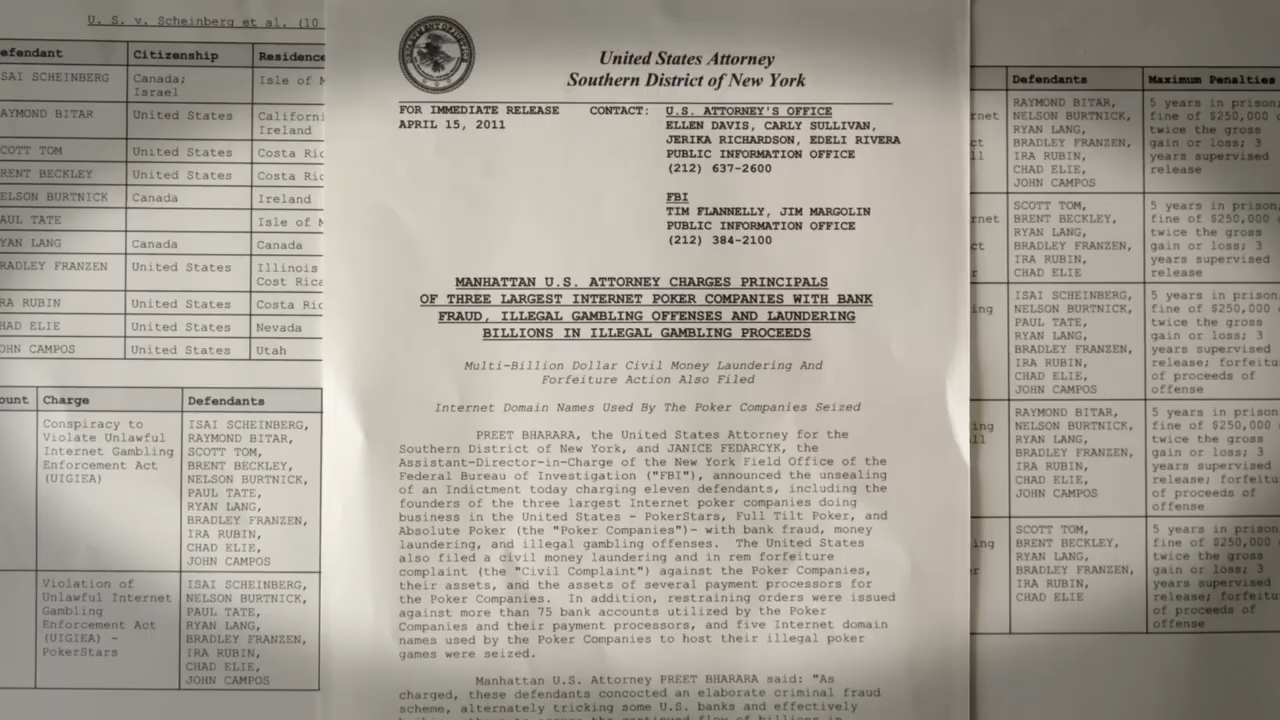 U. S. v. Scheinberg et al. (10
efendant Citizenship Residence
SAI SCHEINBERG Canada; Isle of M
Israel
AYMOND BITAR United States Californi
Ireland
COTT TOM United States Costa Ric
RENT BECKLEY United States Costa Ric
ELSON BURTNICK Canada Ireland
AUL TATE Isle of M
YAN LANG Canada Canada
RADLEY FRANZEN United States Illinois
Cost Rica
RA RUBIN United States Costa Ric
HAD ELIE United States Nevada
OHN CAMPOS United States Utah
ount Charge Defendants
Conspiracy to ISAI SCHEINBERG,
Violate Unlawful RAYMOND BITAR,
Internet Gambling SCOTT TOM,
Enforcement Act BRENT BECKLEY,
(UIGIEA) NELSON BURTNICK,
PAUL TATE,
RYAN LANG,
BRADLEY FRANZEN,
IRA RUBIN,
CHAD ELIE,
JOHN CAMPOS
Violation of ISAI SCHEINBERG,
Unlawful Internet NELSON BURTNICK,
Gambling PAUL TATE,
Enforcement Act RYAN LANG,
(UIGIEA) – BRADLEY FRANZEN,
PokerStars IRA RUBIN,
CHAD ELIE,
JOHN CAMPOS
United States Attorney
Southern District of New York
FOR IMMEDIATE RELEASE CONTACT: U.S. ATTORNEY'S OFFICE
APRIL 15, 2011 ELLEN DAVIS, CARLY SULLIVAN,
JERIKA RICHARDSON, EDELI RIVERA
PUBLIC INFORMATION OFFICE
(212) 637-2600
FBI
TIM FLANNELLY, JIM MARGOLIN
PUBLIC INFORMATION OFFICE
(212) 384-2100
MANHATTAN U.S. ATTORNEY CHARGES PRINCIPALS
OF THREE LARGEST INTERNET POKER COMPANIES WITH BANK
FRAUD, ILLEGAL GAMBLING OFFENSES AND LAUNDERING
BILLIONS IN ILLEGAL GAMBLING PROCEEDS
Multi-Billion Dollar Civil Money Laundering And
Forfeiture Action Also Filed
Internet Domain Names Used By The Poker Companies Seized
PREET BHARARA, the United States Attorney for the
Southern District of New York, and JANICE FEDARCYK, the
Assistant-Director-in-Charge of the New York Field Office of the
Federal Bureau of Investigation ("FBI"), announced the unsealing
of an Indictment today charging eleven defendants, including the
founders of the three largest Internet poker companies doing
business in the United States - PokerStars, Full Tilt Poker, and
Absolute Poker (the "Poker Companies")- with bank fraud, money
laundering, and illegal gambling offenses. The United States
also filed a civil money laundering and in rem forfeiture
complaint (the "Civil Complaint") against the Poker Companies,
their assets, and the assets of several payment processors for
the Poker Companies. In addition, restraining orders were issued
against more than 75 bank accounts utilized by the Poker
Companies and their payment processors, and five Internet domain
names used by the Poker Companies to host their illegal poker
games were seized.
Manhattan U.S. Attorney PREET BHARARA said: "As
charged, these defendants concocted an elaborate criminal fraud
scheme, alternately tricking some U.S. banks and effectively
Defendants Maximum Penalties
RAYMOND BITAR, 5 years in prison;
rnet NELSON BURTNICK, fine of $250,000 o
RYAN LANG, twice the gross
ct BRADLEY FRANZEN, gain or loss; 3
ll IRA RUBIN, years supervised
CHAD ELIE, release
JOHN CAMPOS
SCOTT TOM, 5 years in prison;
rnet BRENT BECKLEY, fine of $250,000 o
RYAN LANG, twice the gross
ct BRADLEY FRANZEN, gain or loss; 3
IRA RUBIN, years supervised
r CHAD ELIE release
ISAI SCHEINBERG, 5 years in prison;
ing NELSON BURTNICK, fine of $250,000 o
PAUL TATE, twice the gross
RYAN LANG, gain or loss; 3
BRADLEY FRANZEN, years supervised
IRA RUBIN, release; forfeitu
CHAD ELIE, of proceeds of
JOHN CAMPOS offense
RAYMOND BITAR, 5 years in prison;
ing NELSON BURTNICK, fine of $250,000 o
ll RYAN LANG, twice the gross
BRADLEY FRANZEN, gain or loss; 3
IRA RUBIN, years supervised
CHAD ELIE, release; forfeitu
JOHN CAMPOS of proceeds of
offense
SCOTT TOM, 5 years in prison;
ing BRENT BECKLEY, fine of $250,000 o
RYAN LANG, twice the gross
r BRADLEY FRANZEN, gain or loss; 3
IRA RUBIN, years supervised
CHAD ELIE release; forfeitu
of proceeds of
offense